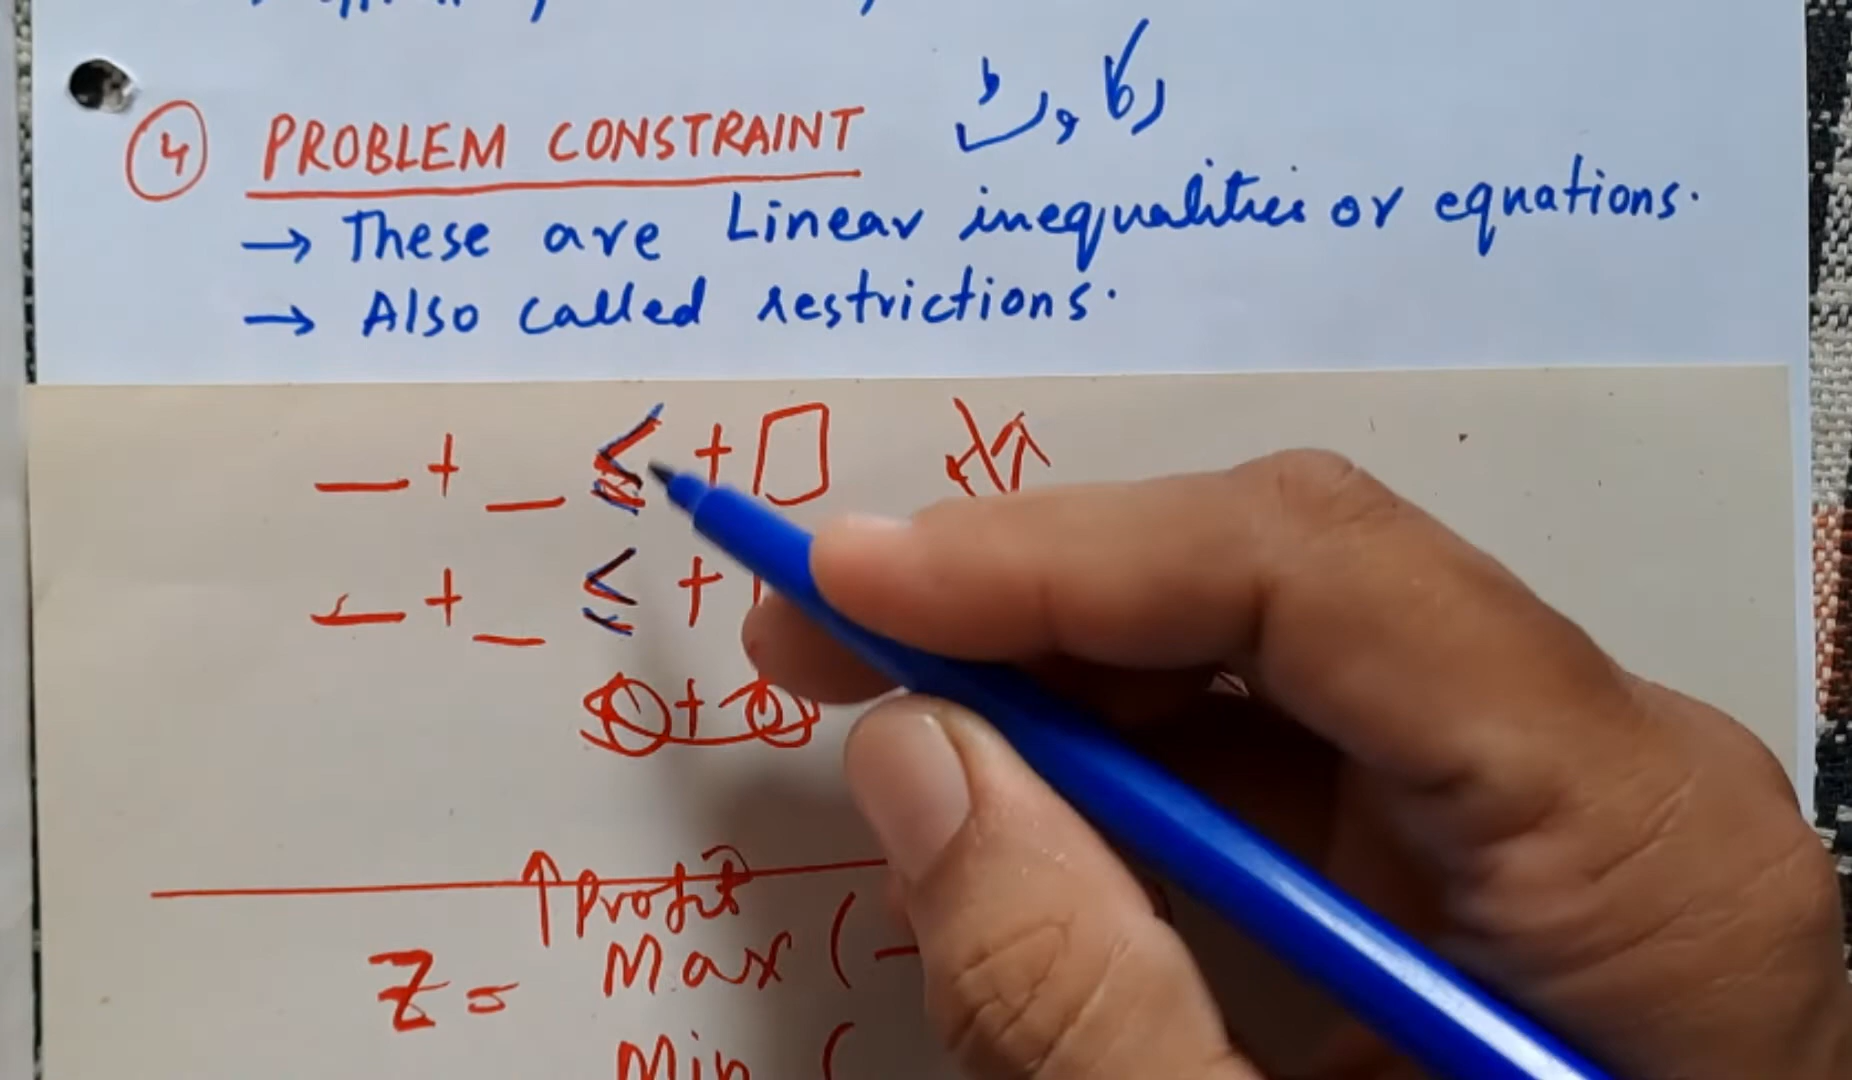 4 PROBLEM CONSTRAINT
→ These are Linear inequalities or equations.
→ Also called restrictions.
_ + _ ≤ +
_ + _ ≤ +
+
↑ Profit
Z = Max ( -
Min (